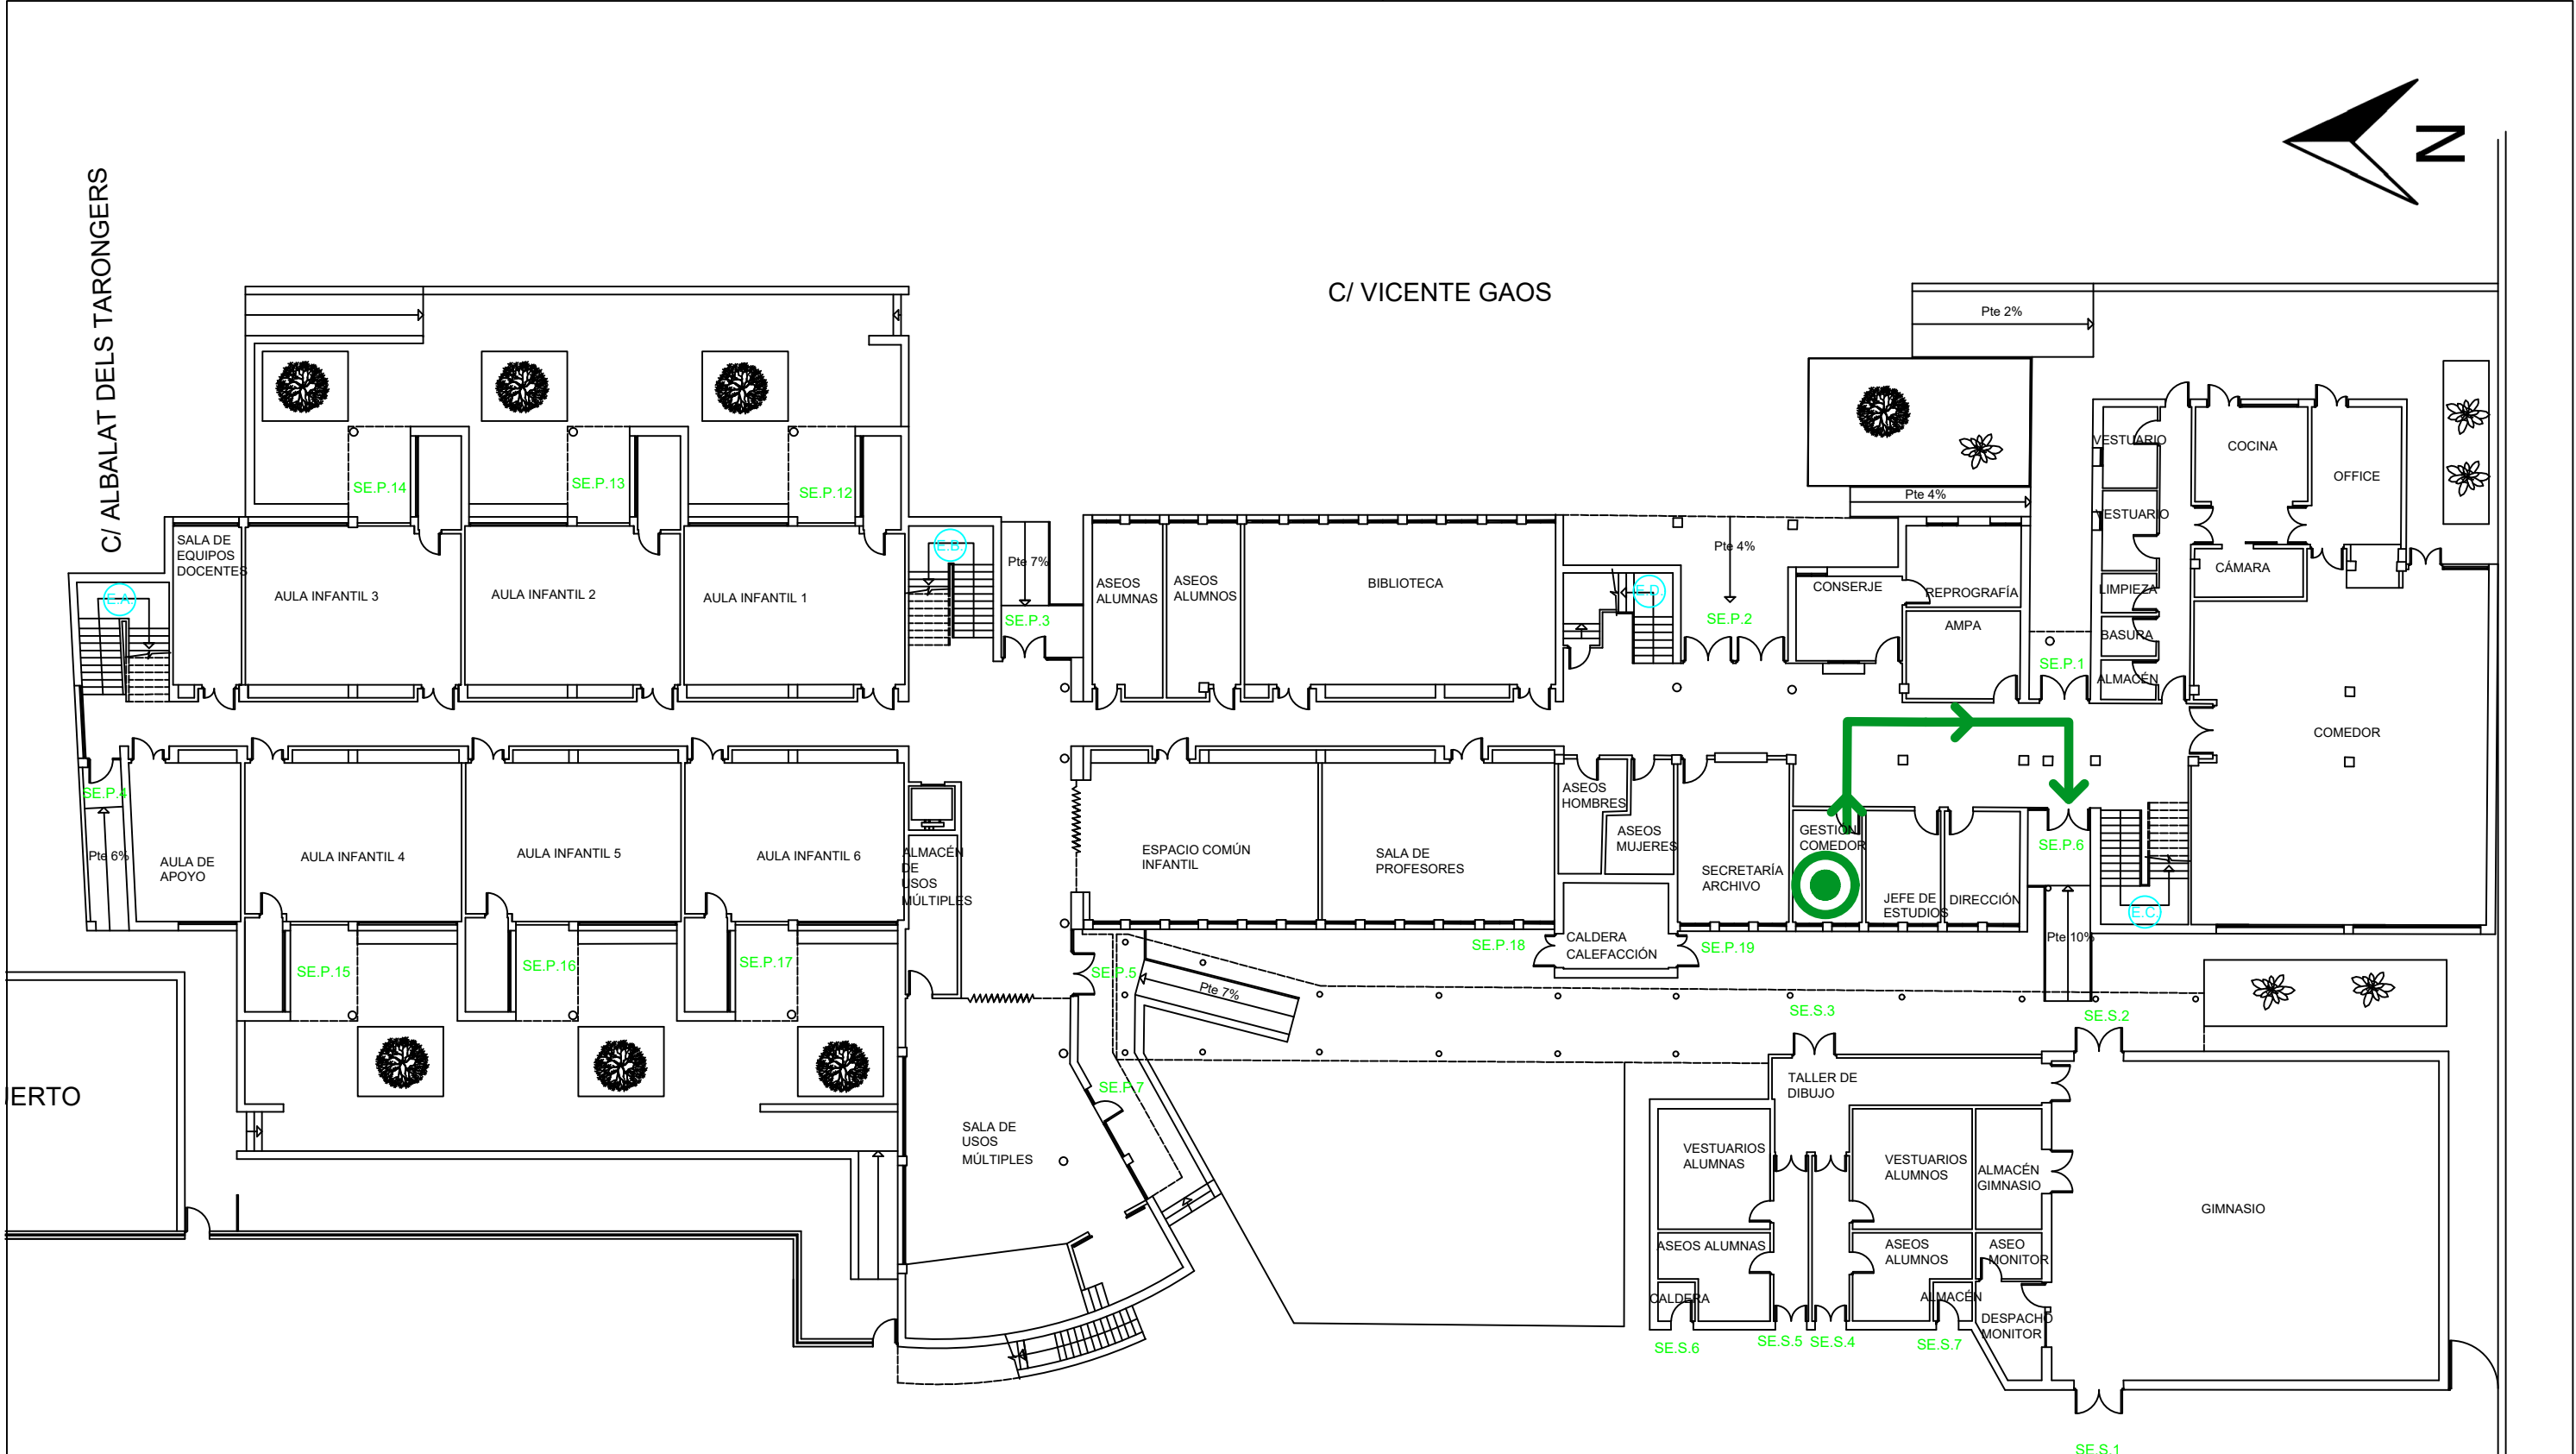 N
C/ ALBALAT DELS TARONGERS
C/ VICENTE GAOS
Pte 2%
VESTUARIO
COCINA
OFFICE
SE.P.14
SE.P.13
SE.P.12
Pte 4%
VESTUARIO
SALA DE
EQUIPOS
DOCENTES
E.B.
Pte 7%
Pte 4%
E.A.
AULA INFANTIL 3
AULA INFANTIL 2
AULA INFANTIL 1
SE.P.3
ASEOS
ALUMNAS
ASEOS
ALUMNOS
BIBLIOTECA
E.D.
SE.P.2
CONSERJE
REPROGRAFÍA
AMPA
LIMPIEZA
CÁMARA
BASURA
SE.P.1
ALMACÉN
COMEDOR
SE.P.4
Pte 6%
AULA DE
APOYO
AULA INFANTIL 4
AULA INFANTIL 5
AULA INFANTIL 6
ALMACÉN
DE
USOS
MÚLTIPLES
ESPACIO COMÚN
INFANTIL
SALA DE
PROFESORES
ASEOS
HOMBRES
ASEOS
MUJERES
SECRETARÍA
ARCHIVO
GESTIÓN
COMEDOR
JEFE DE
ESTUDIOS
DIRECCIÓN
SE.P.6
E.C.
Pte 10%
SE.P.15
SE.P.16
SE.P.17
SE.P.5
Pte 7%
SE.P.18
CALDERA
CALEFACCIÓN
SE.P.19
SE.S.3
SE.S.2
IERTO
SE.P.7
SALA DE
USOS
MÚLTIPLES
TALLER DE
DIBUJO
VESTUARIOS
ALUMNAS
VESTUARIOS
ALUMNOS
ALMACÉN
GIMNASIO
GIMNASIO
ASEOS ALUMNAS
ASEOS
ALUMNOS
ASEO
MONITOR
CALDERA
ALMACÉN
DESPACHO
MONITOR
SE.S.6
SE.S.5
SE.S.4
SE.S.7
SE.S.1